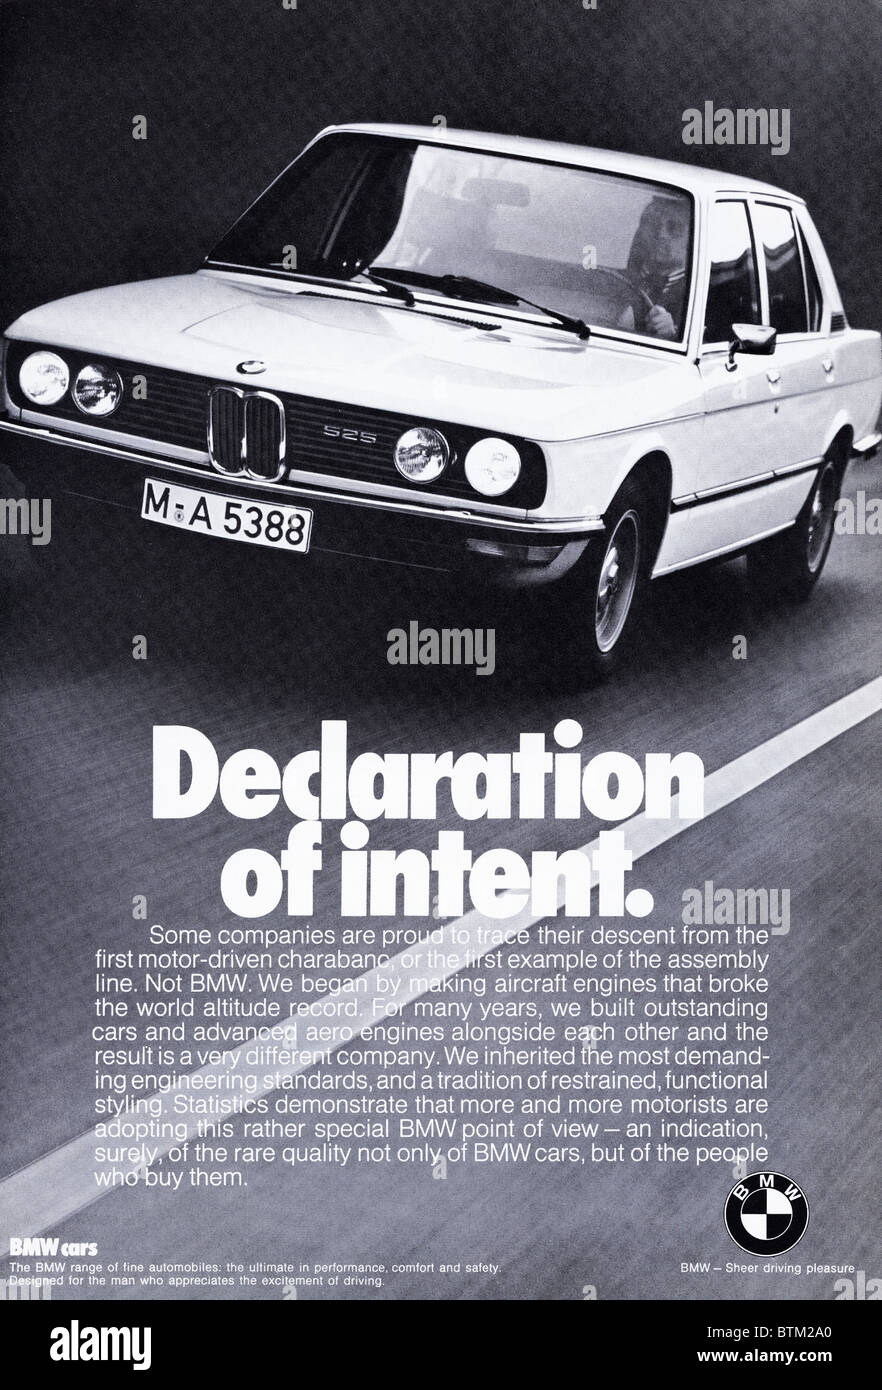 525
M-A 5388
Declaration
of intent.
Some companies are proud to trace their descent from the
first motor-driven charabanc, or the first example of the assembly
line. Not BMW. We began by making aircraft engines that broke
the world altitude record. For many years, we built outstanding
cars and advanced aero engines alongside each other and the
result is a very different company. We inherited the most demand-
ing engineering standards, and a tradition of restrained, functional
styling. Statistics demonstrate that more and more motorists are
adopting this rather special BMW point of view – an indication,
surely, of the rare quality not only of BMW cars, but of the people
who buy them.
BMW
BMW cars
The BMW range of fine automobiles: the ultimate in performance, comfort and safety.
Designed for the man who appreciates the excitement of driving.
BMW – Sheer driving pleasure
a
alamy
a
a
a
alamy
a
a
alamy
a
a
alamy
a
alamy
Image ID: BTM2A0
www.alamy.com